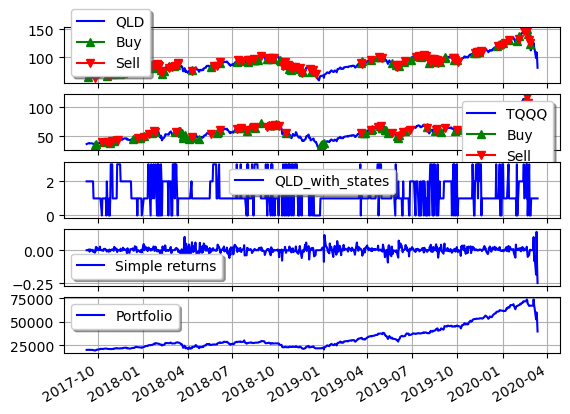 150
100
QLD
Buy
Sell
100
50
TQQQ
Buy
Sell
2
0
QLD_with_states
0.00
−0.25
Simple returns
75000
50000
25000
Portfolio
2017-10
2018-01
2018-04
2018-07
2018-10
2019-01
2019-04
2019-07
2019-10
2020-01
2020-04